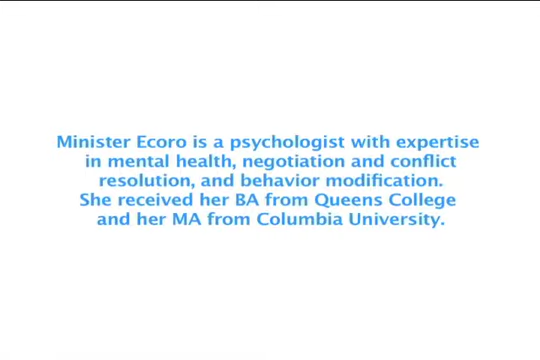 Minister Ecoro is a psychologist with expertise
in mental health, negotiation and conflict
resolution, and behavior modification.
She received her BA from Queens College
and her MA from Columbia University.